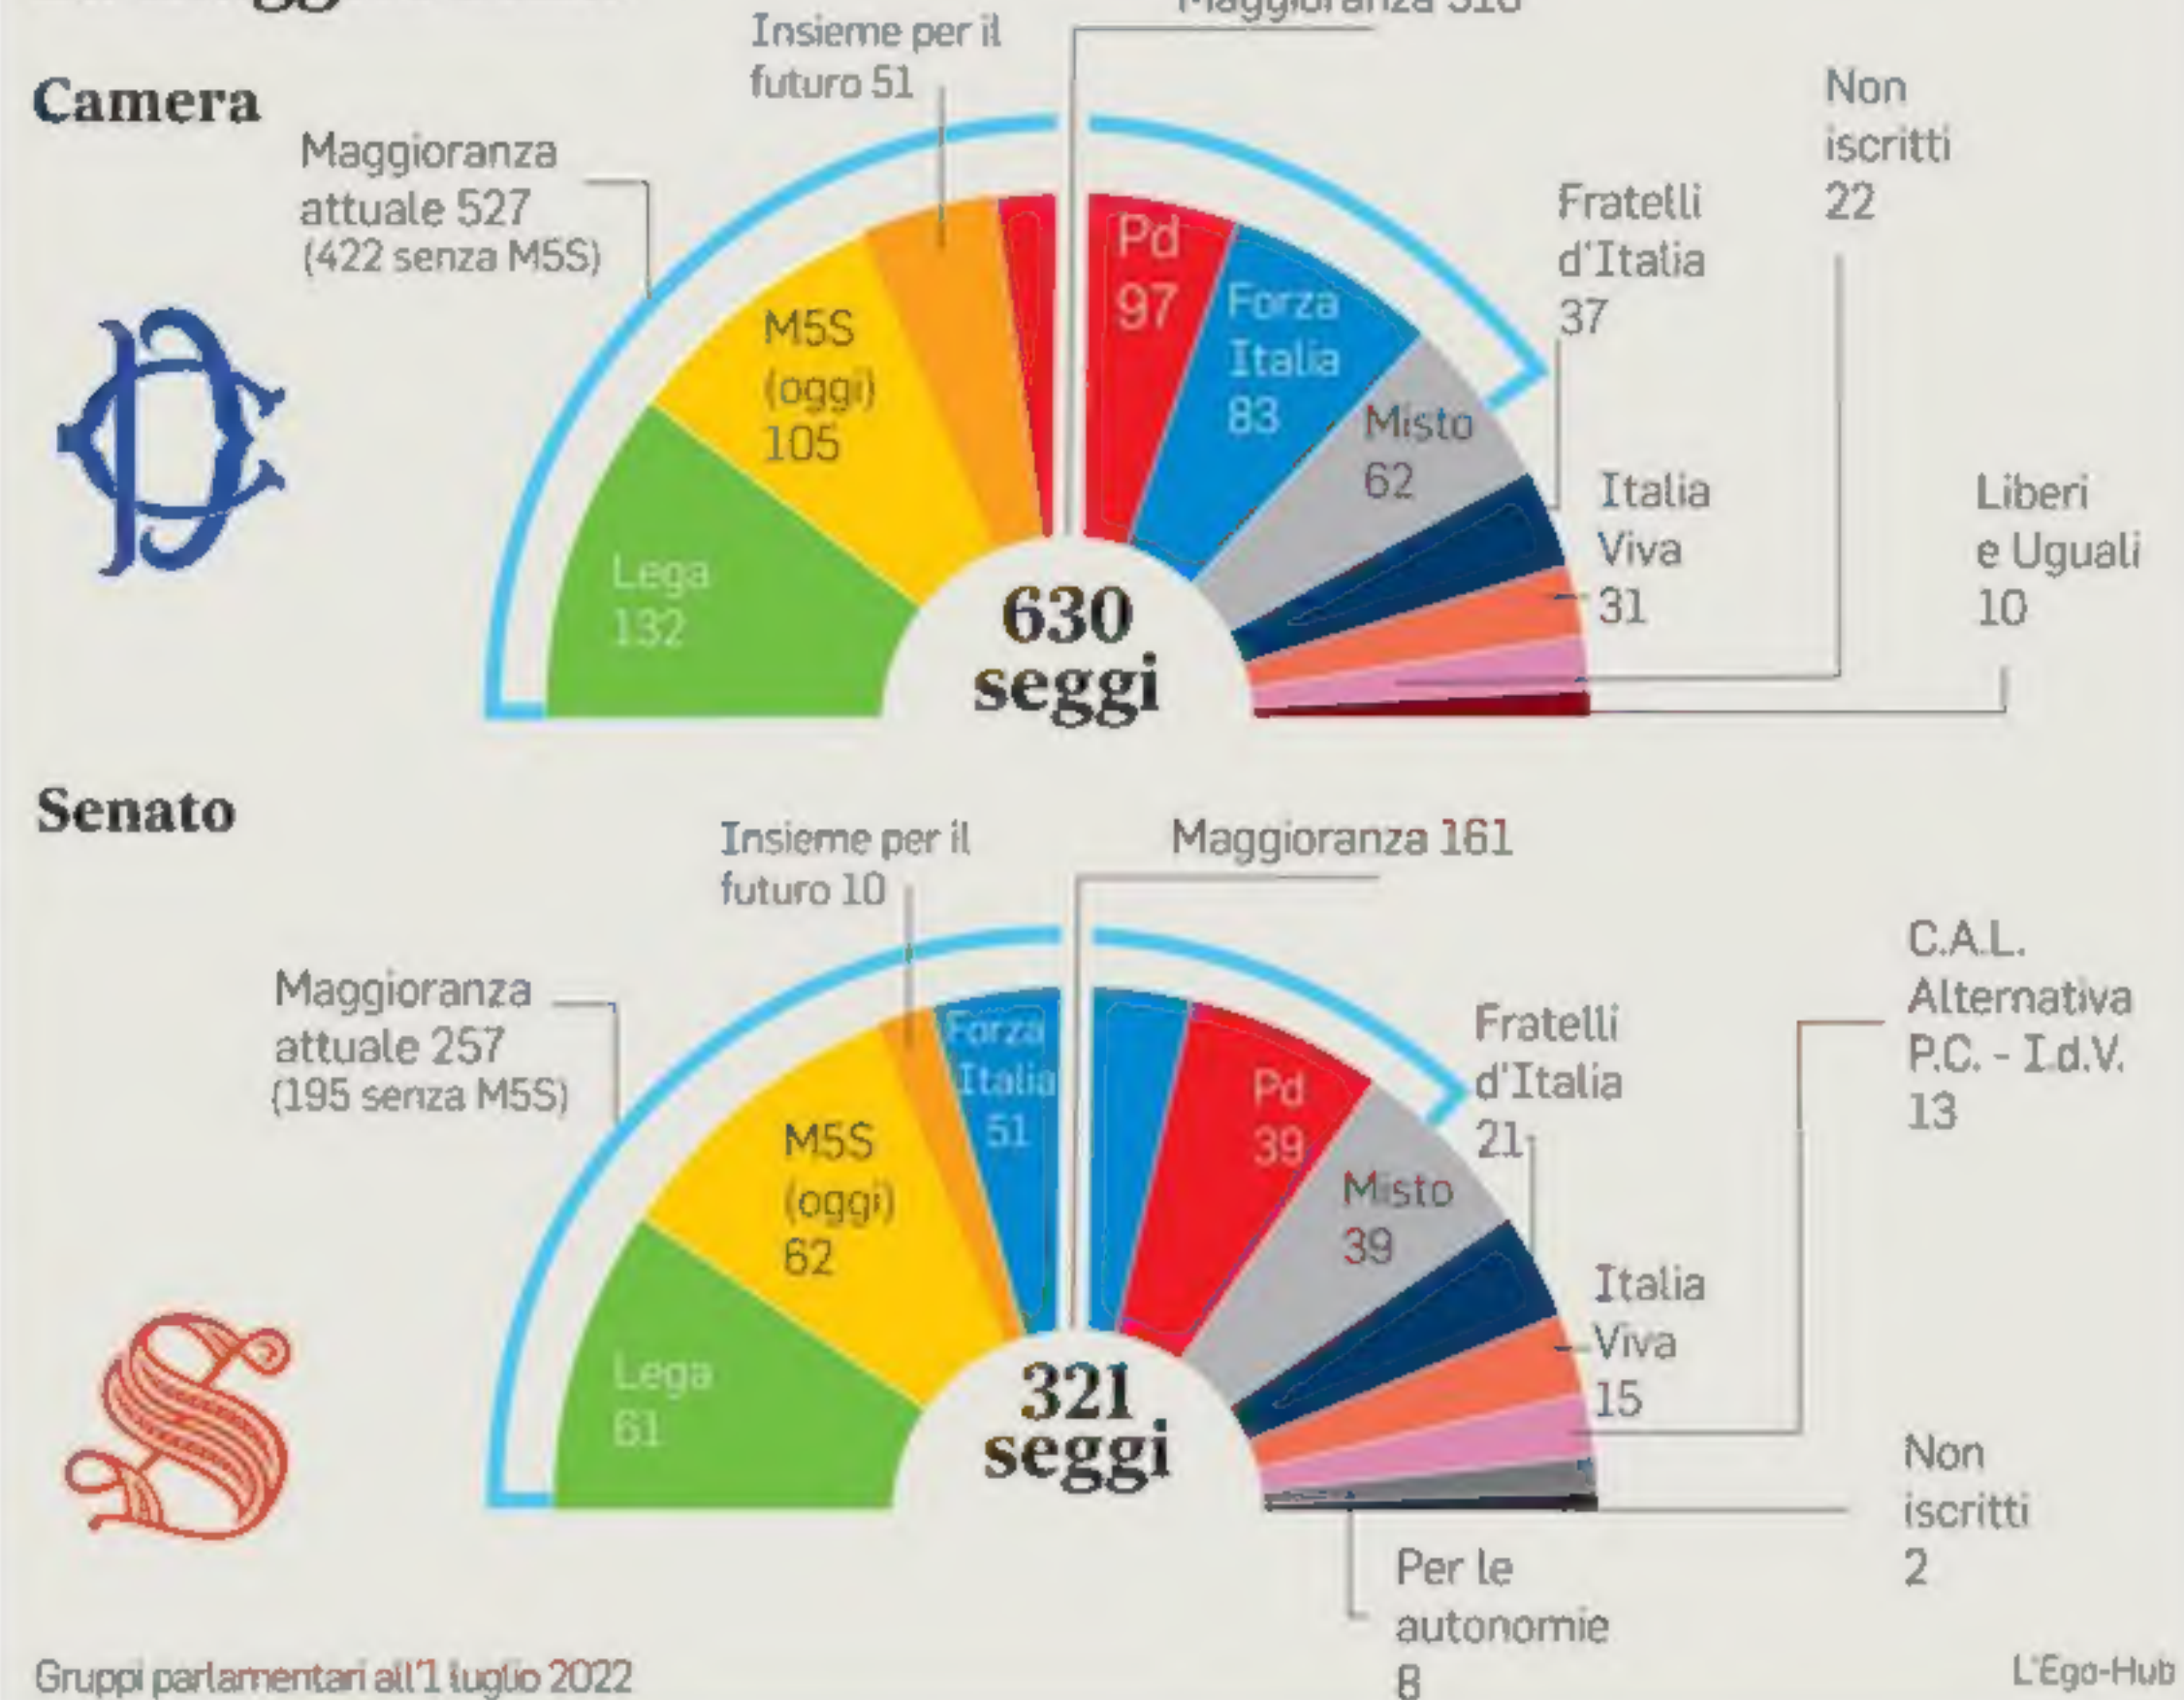 Camera
Maggioranza
attuale 527
(422 senza M5S)
Insieme per il
futuro 51
Lega
132
M5S
(oggi)
105
Pd
97
Forza
Italia
83
Misto
62
Fratelli
d'Italia
37
Italia
Viva
31
Non
iscritti
22
Liberi
e Uguali
10
630
seggi
Senato
Maggioranza
attuale 257
(195 senza M5S)
Insieme per il
futuro 10
Maggioranza 161
Lega
61
M5S
(oggi)
62
Forza
Italia
51
Pd
39
Misto
39
Fratelli
d'Italia
21
Italia
Viva
15
C.A.L.
Alternativa
P.C. - I.d.V.
13
Non
iscritti
2
Per le
autonomie
8
321
seggi
Gruppi parlamentari all'1 luglio 2022
L'Ego-Hub